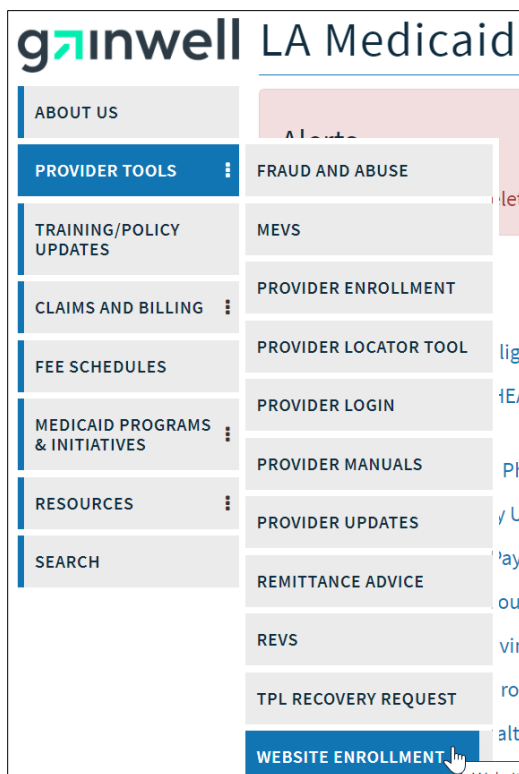 gainwell LA Medicaid
ABOUT US
PROVIDER TOOLS
TRAINING/POLICY
UPDATES
CLAIMS AND BILLING
FEE SCHEDULES
MEDICAID PROGRAMS
& INITIATIVES
RESOURCES
SEARCH
Alerts
FRAUD AND ABUSE
MEVS
PROVIDER ENROLLMENT
PROVIDER LOCATOR TOOL
PROVIDER LOGIN
PROVIDER MANUALS
PROVIDER UPDATES
REMITTANCE ADVICE
REVS
TPL RECOVERY REQUEST
WEBSITE ENROLLMENT